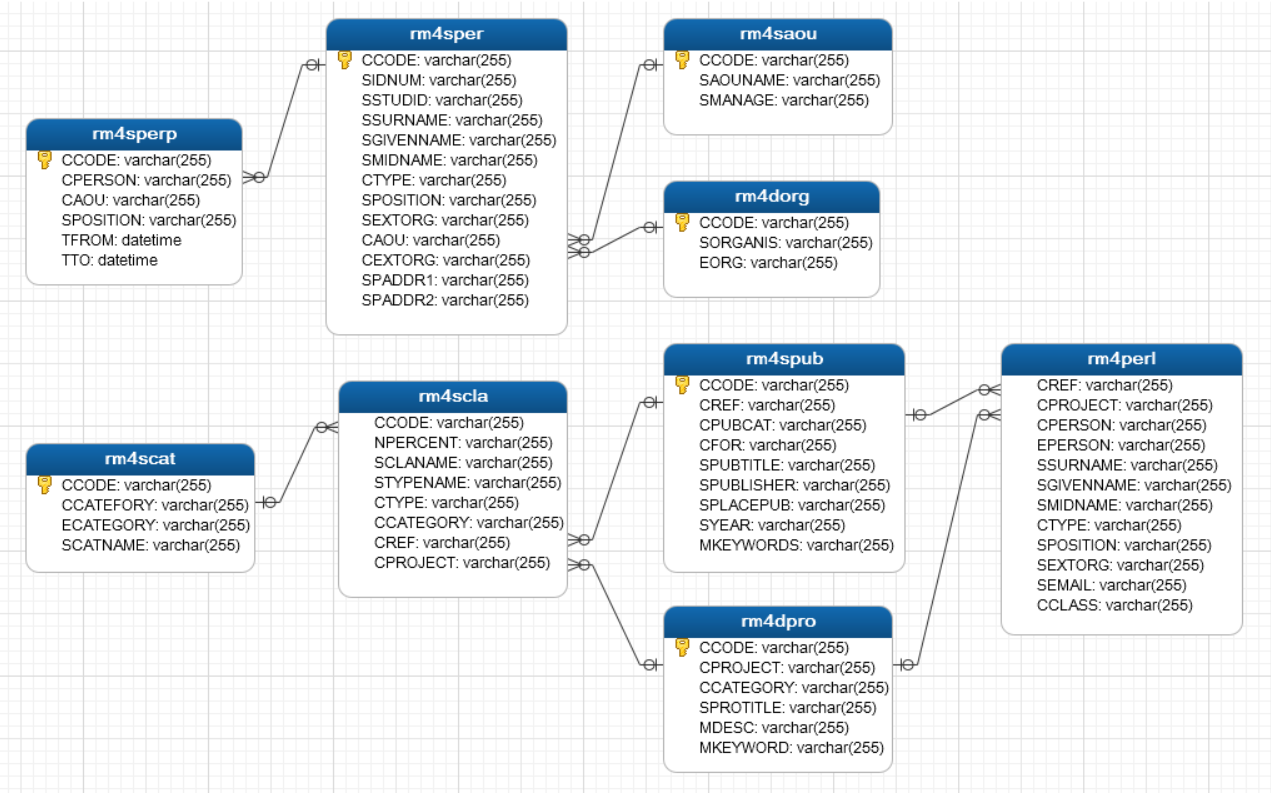 rm4sper
CCODE: varchar(255)
SIDNUM: varchar(255)
SSTUDID: varchar(255)
SSURNAME: varchar(255)
SGIVENNAME: varchar(255)
SMIDNAME: varchar(255)
CTYPE: varchar(255)
SPOSITION: varchar(255)
SEXTORG: varchar(255)
CAOU: varchar(255)
CEXTORG: varchar(255)
SPADDR1: varchar(255)
SPADDR2: varchar(255)
rm4saou
CCODE: varchar(255)
SAOUNAME: varchar(255)
SMANAGE: varchar(255)
rm4sperp
CCODE: varchar(255)
CPERSON: varchar(255)
CAOU: varchar(255)
SPOSITION: varchar(255)
TFROM: datetime
TTO: datetime
rm4dorg
CCODE: varchar(255)
SORGANIS: varchar(255)
EORG: varchar(255)
rm4spub
CCODE: varchar(255)
CREF: varchar(255)
CPUBCAT: varchar(255)
CFOR: varchar(255)
SPUBTITLE: varchar(255)
SPUBLISHER: varchar(255)
SPLACEPUB: varchar(255)
SYEAR: varchar(255)
MKEYWORDS: varchar(255)
rm4perl
CREF: varchar(255)
CPROJECT: varchar(255)
CPERSON: varchar(255)
EPERSON: varchar(255)
SSURNAME: varchar(255)
SGIVENNAME: varchar(255)
SMIDNAME: varchar(255)
CTYPE: varchar(255)
SPOSITION: varchar(255)
SEXTORG: varchar(255)
SEMAIL: varchar(255)
CCLASS: varchar(255)
rm4scla
CCODE: varchar(255)
NPERCENT: varchar(255)
SCLANAME: varchar(255)
STYPENAME: varchar(255)
CTYPE: varchar(255)
CCATEGORY: varchar(255)
CREF: varchar(255)
CPROJECT: varchar(255)
rm4scat
CCODE: varchar(255)
CCATEFORY: varchar(255)
ECATEGORY: varchar(255)
SCATNAME: varchar(255)
rm4dpro
CCODE: varchar(255)
CPROJECT: varchar(255)
CCATEGORY: varchar(255)
SPROTITLE: varchar(255)
MDESC: varchar(255)
MKEYWORD: varchar(255)